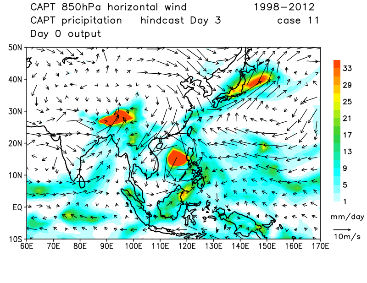 CAPT 850hPa horizontal wind 1998−2012
CAPT pricipitation hindcast Day 3 case 11
Day 0 output
50N
40N
30N
20N
10N
EQ
10S
60E 70E 80E 90E 100E 110E 120E 130E 140E 150E 160E 170E
33
29
25
21
17
13
9
5
1
mm/day
10m/s